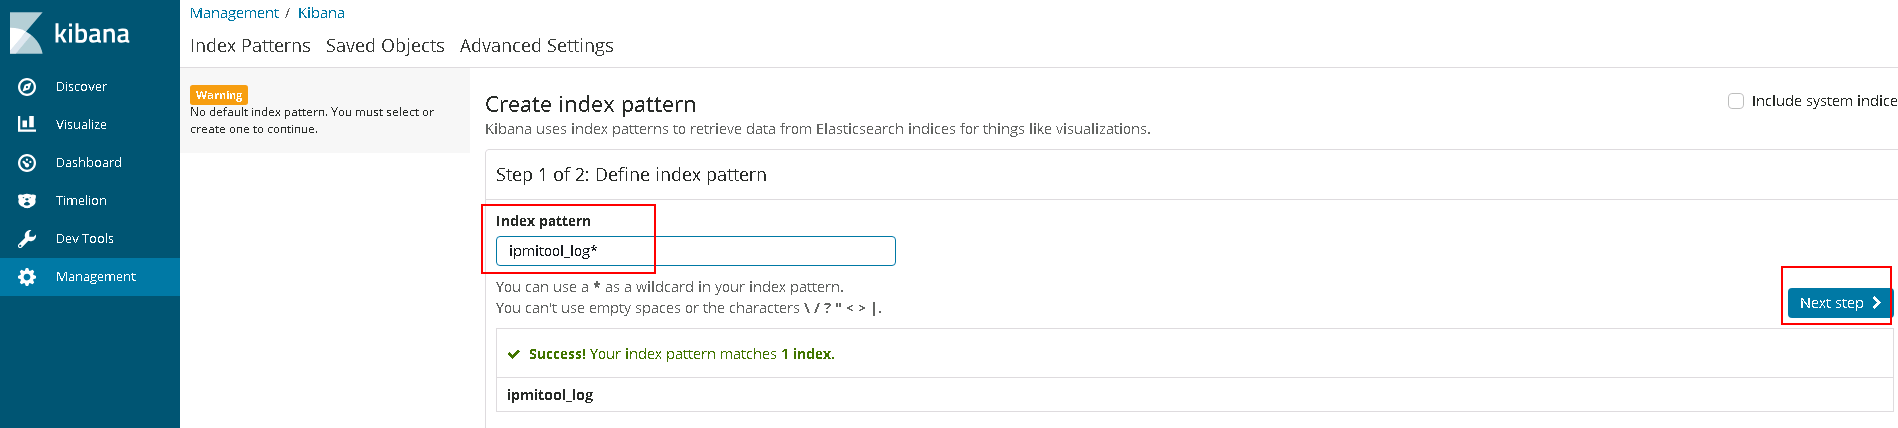 kibana
Discover
Visualize
Dashboard
Timelion
Dev Tools
Management
Management / Kibana
Index Patterns Saved Objects Advanced Settings
Warning
No default index pattern. You must select or
create one to continue.
Create index pattern
Kibana uses index patterns to retrieve data from Elasticsearch indices for things like visualizations.
Include system indice
Step 1 of 2: Define index pattern
Index pattern
ipmitool_log*
You can use a * as a wildcard in your index pattern.
You can't use empty spaces or the characters \ / ? " < > |.
Next step
Success! Your index pattern matches 1 index.
ipmitool_log